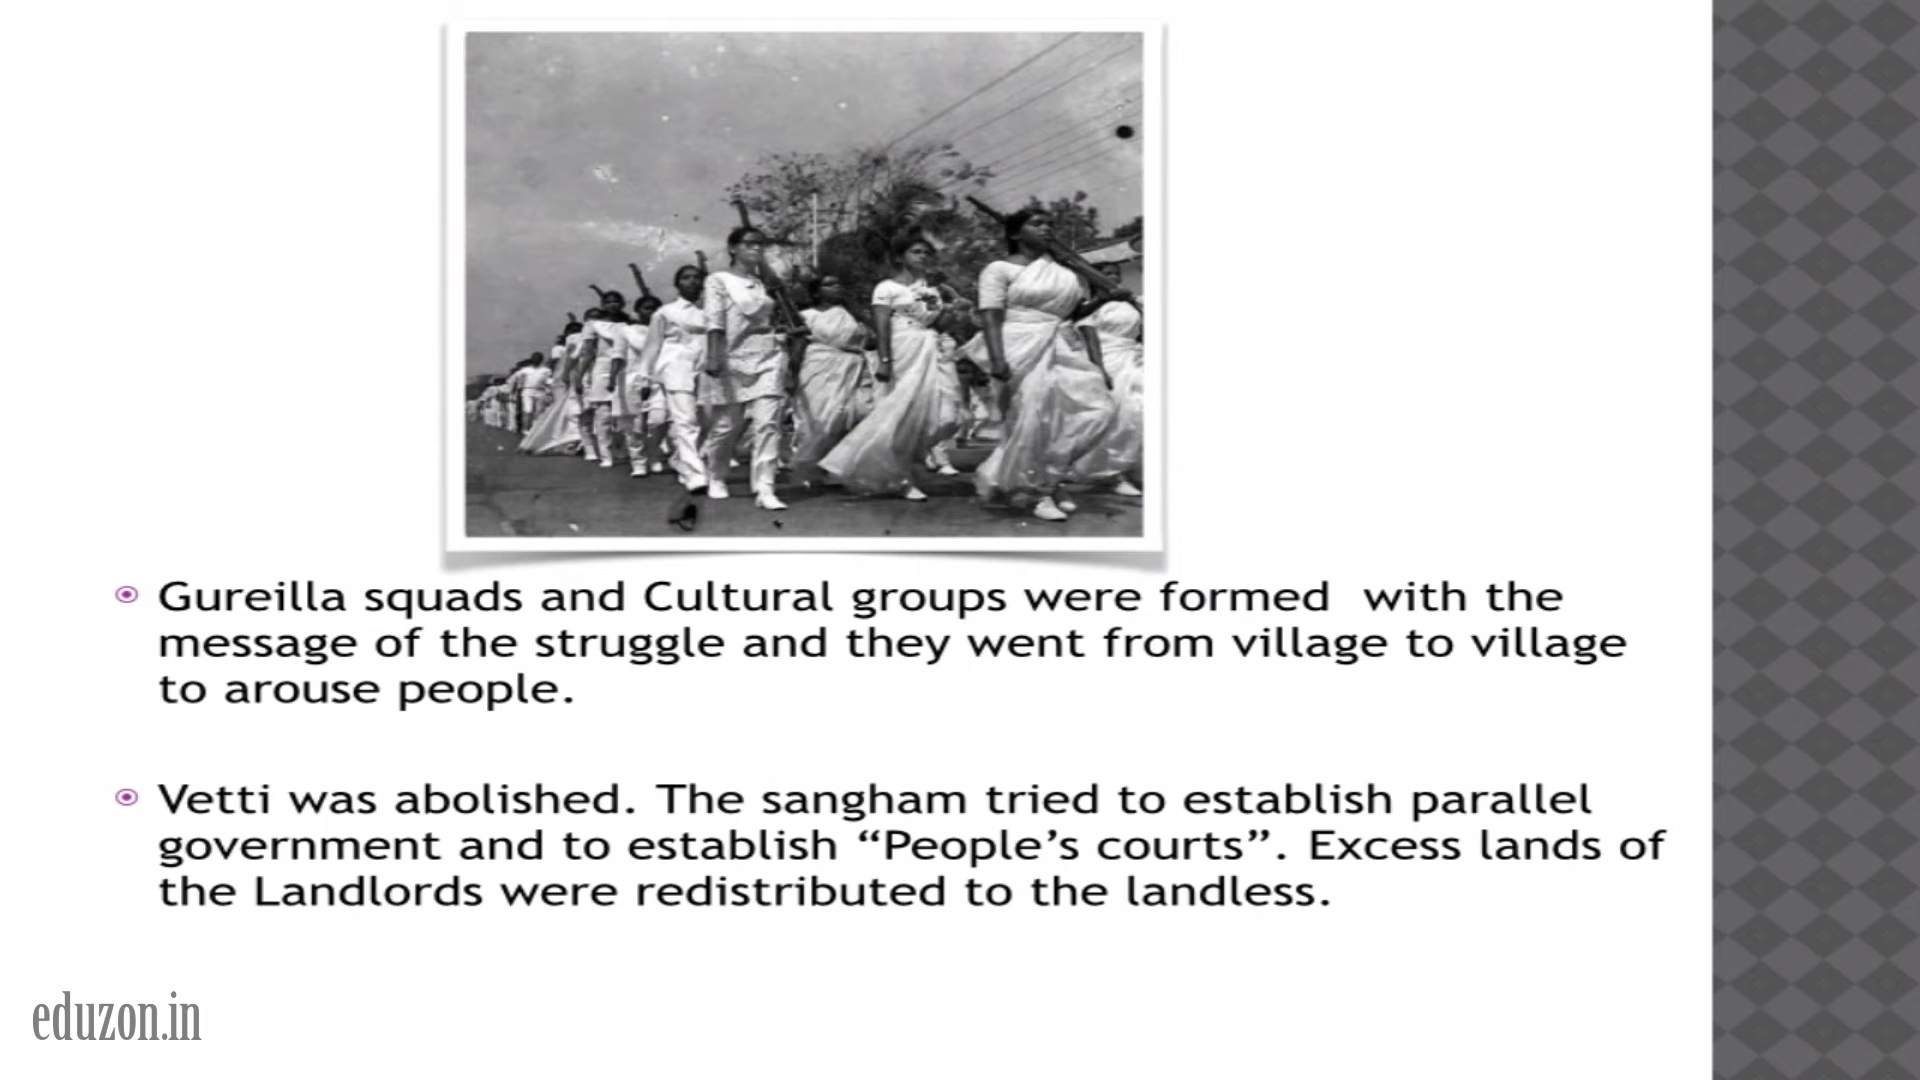 Gureilla squads and Cultural groups were formed with the
message of the struggle and they went from village to village
to arouse people.
Vetti was abolished. The sangham tried to establish parallel
government and to establish “People’s courts”. Excess lands of
the Landlords were redistributed to the landless.
eduzon.in